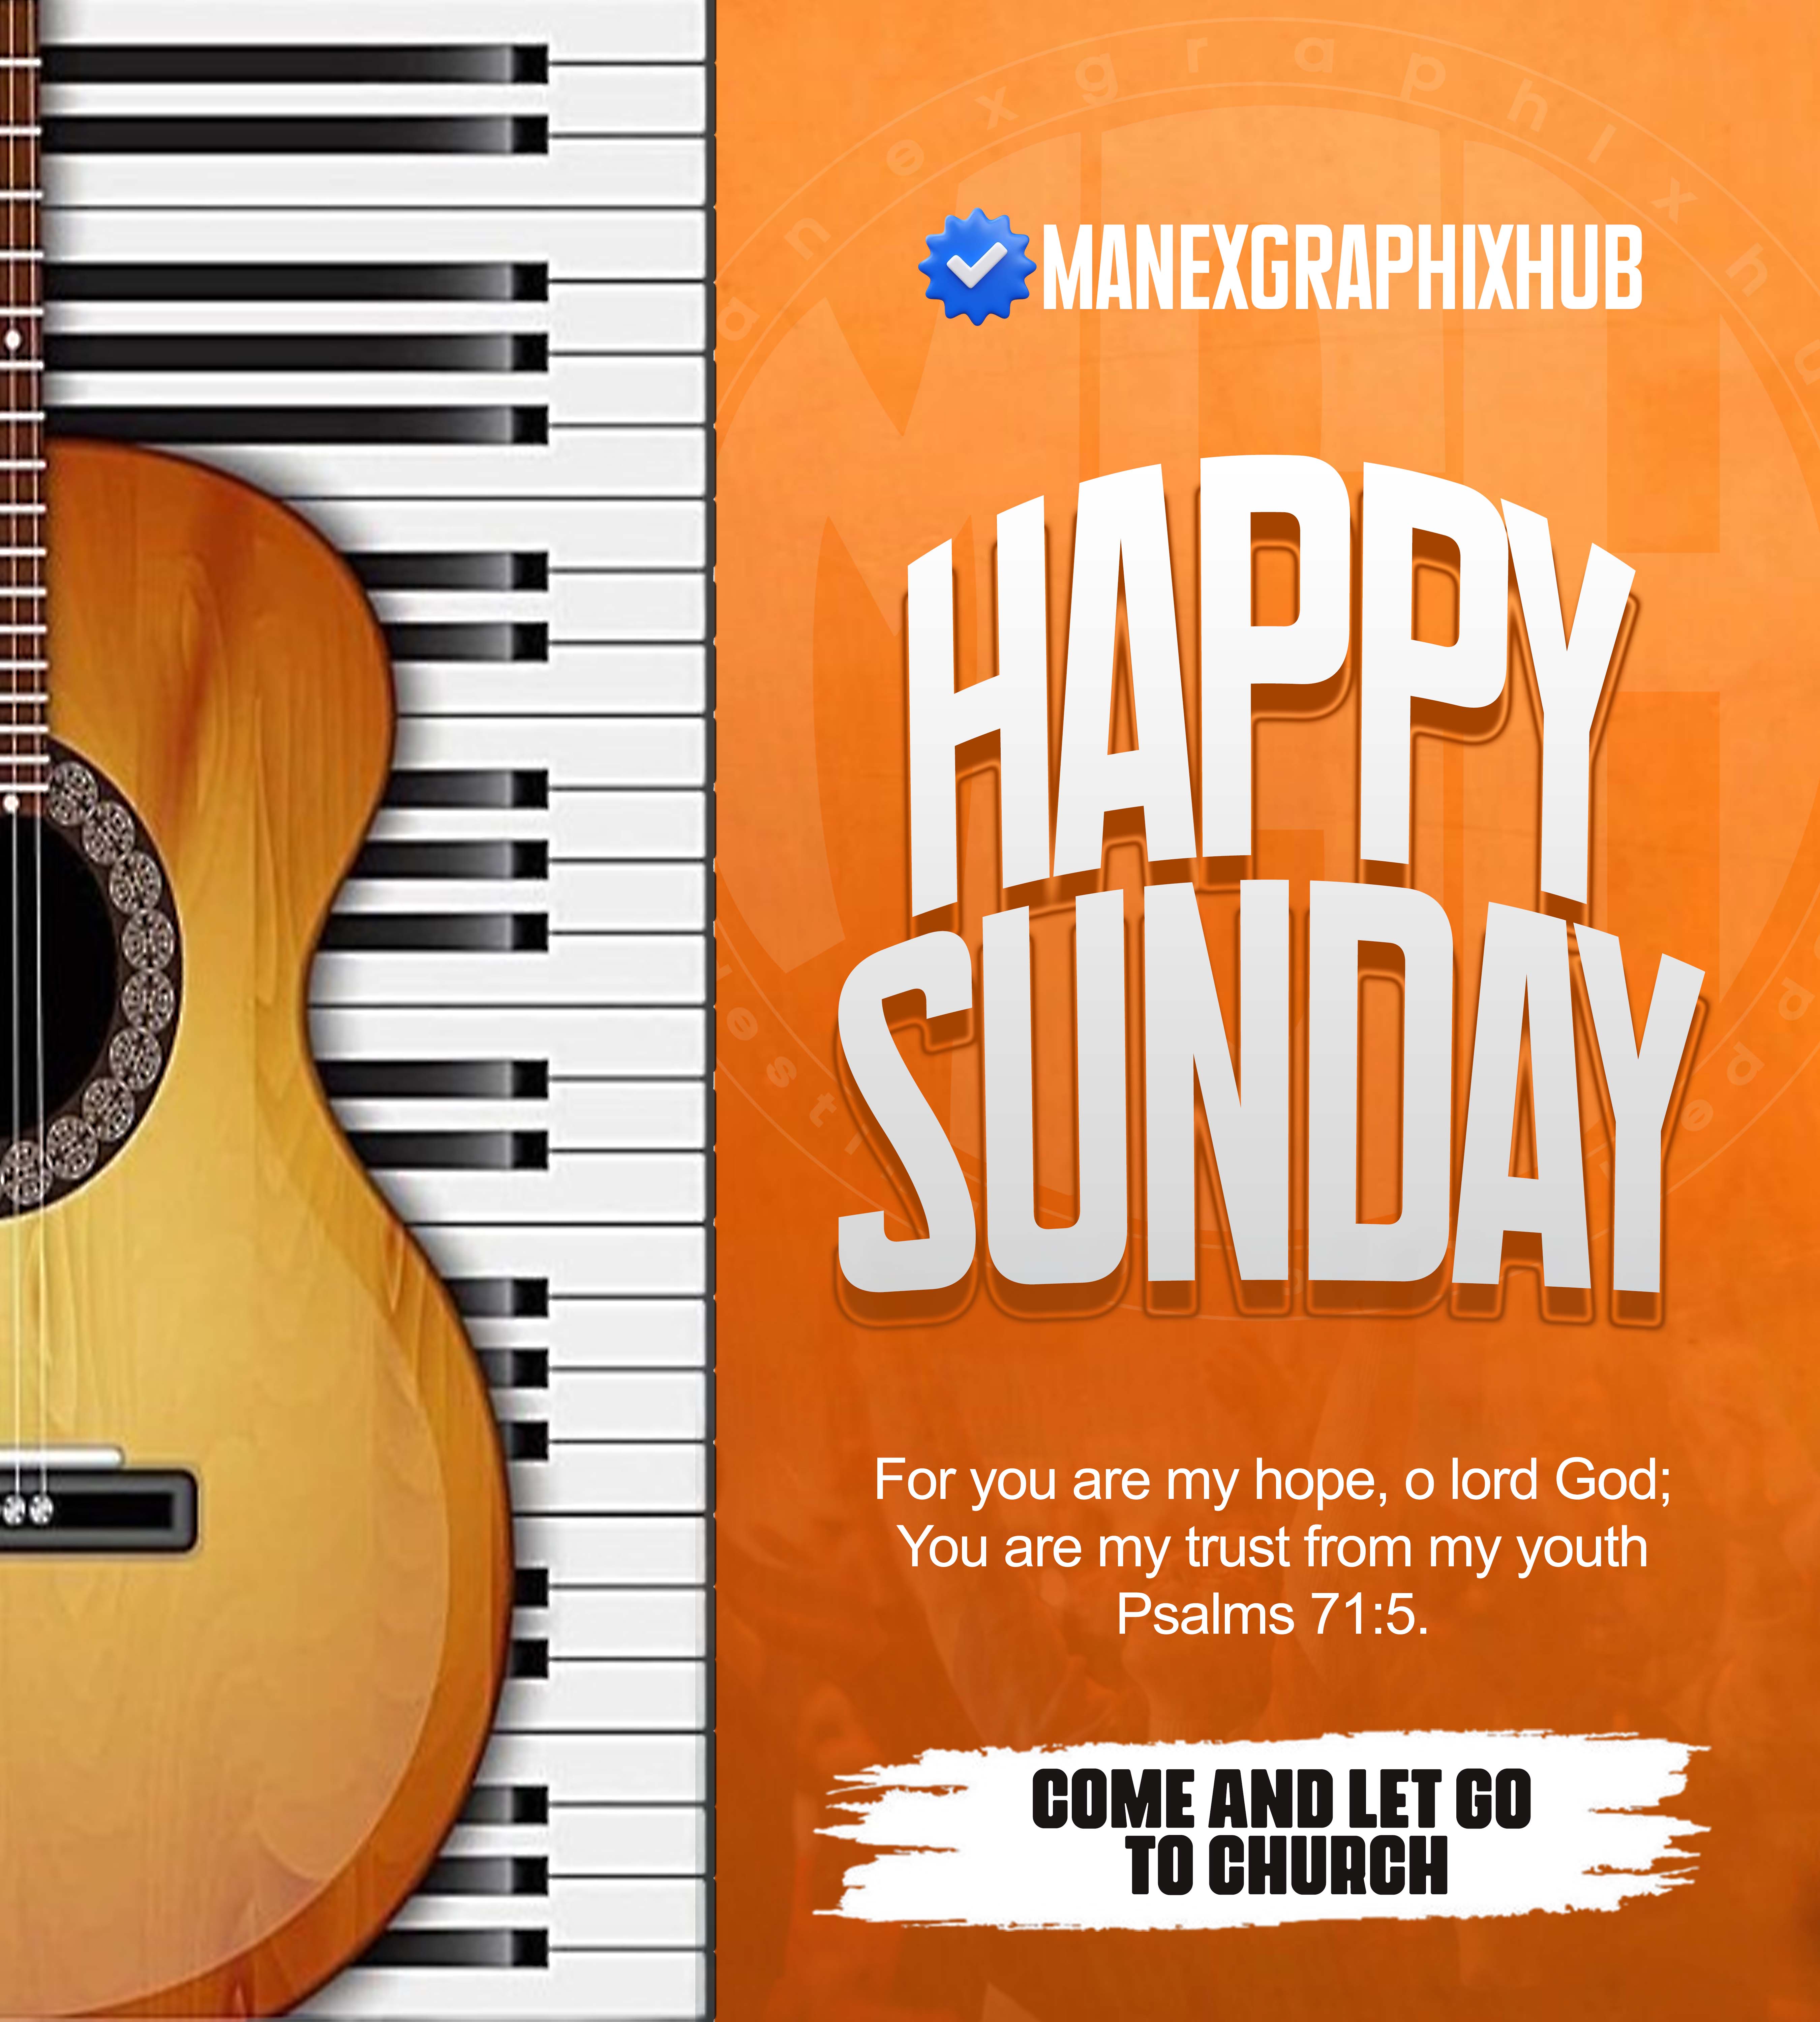 manexgraphixhu
MANEXGRAPHIXHUB
HAPPY
SUNDAY
For you are my hope, o lord God;
You are my trust from my youth
Psalms 71:5.
COME AND LET GO
TO CHURCH